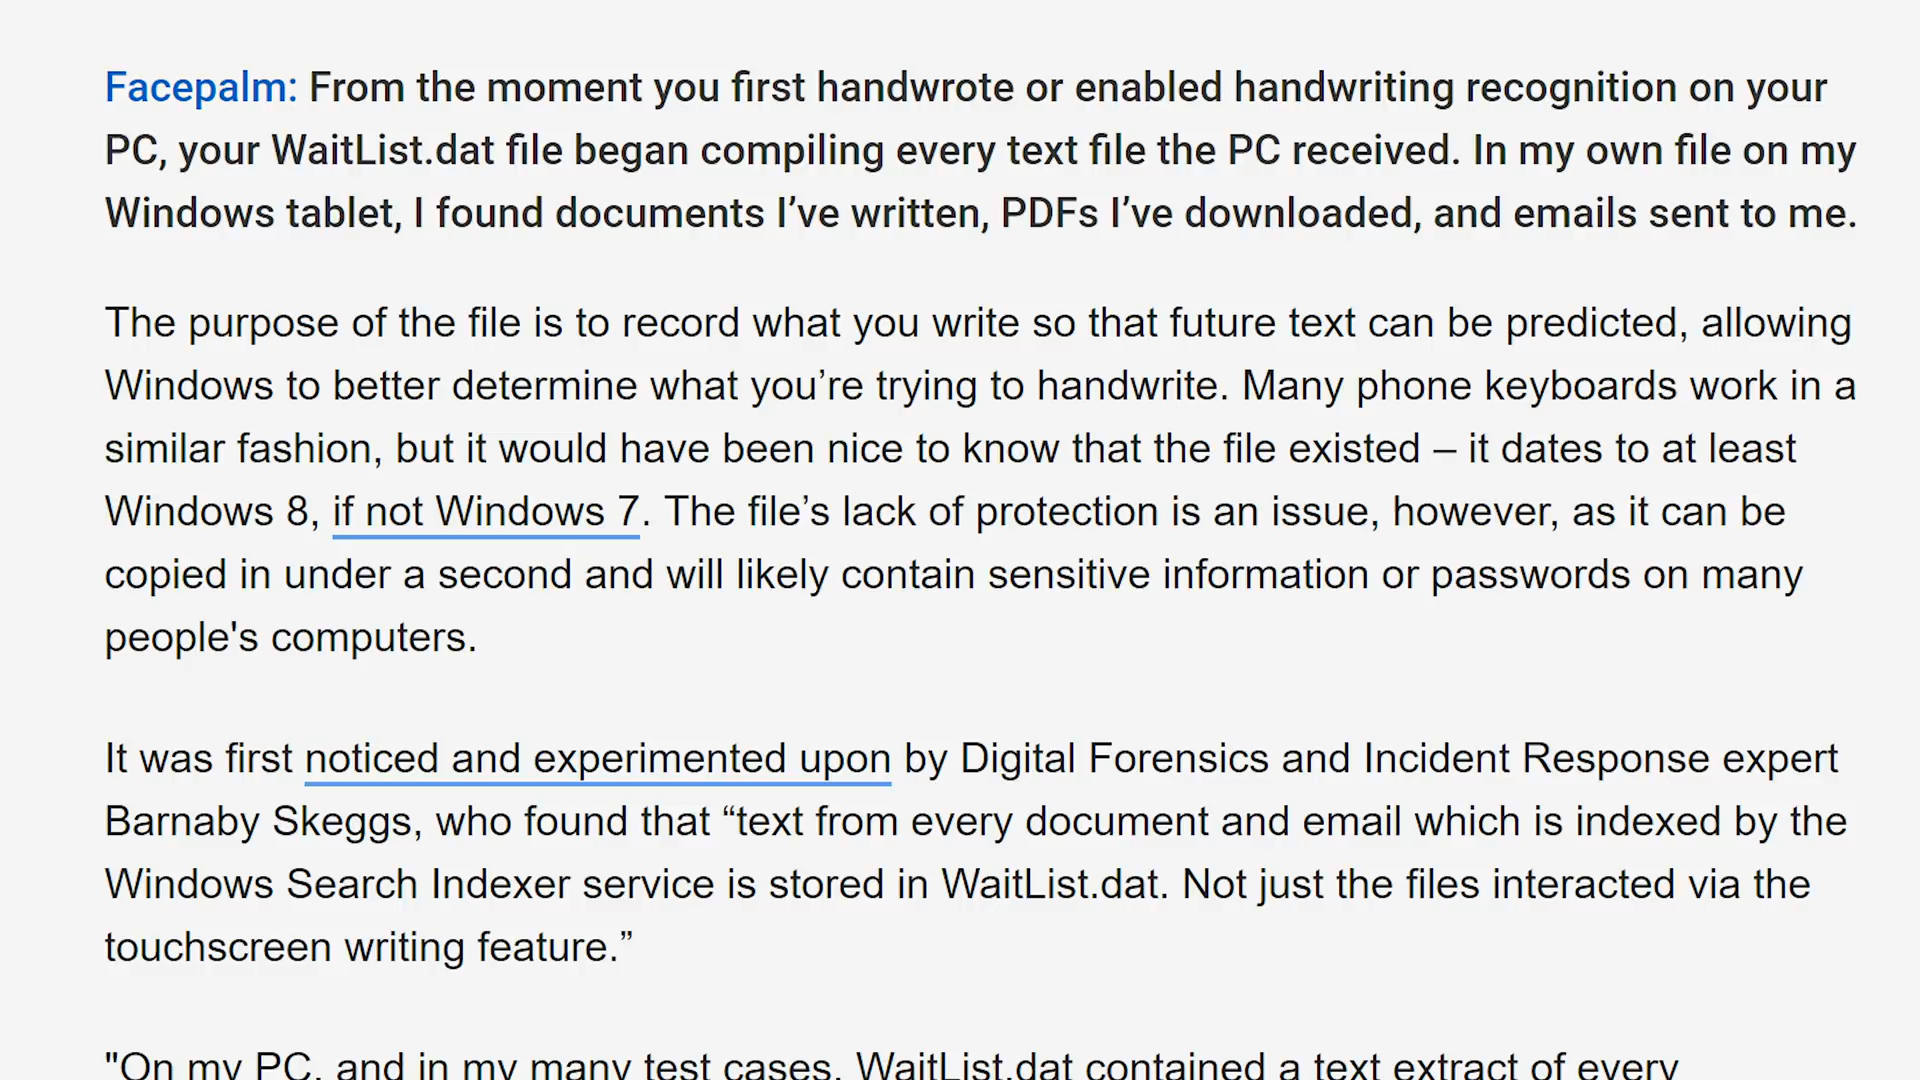 Facepalm: From the moment you first handwrote or enabled handwriting recognition on your
PC, your WaitList.dat file began compiling every text file the PC received. In my own file on my
Windows tablet, I found documents I’ve written, PDFs I’ve downloaded, and emails sent to me.
The purpose of the file is to record what you write so that future text can be predicted, allowing
Windows to better determine what you’re trying to handwrite. Many phone keyboards work in a
similar fashion, but it would have been nice to know that the file existed – it dates to at least
Windows 8, if not Windows 7. The file’s lack of protection is an issue, however, as it can be
copied in under a second and will likely contain sensitive information or passwords on many
people's computers.
It was first noticed and experimented upon by Digital Forensics and Incident Response expert
Barnaby Skeggs, who found that “text from every document and email which is indexed by the
Windows Search Indexer service is stored in WaitList.dat. Not just the files interacted via the
touchscreen writing feature.”
"On my PC, and in my many test cases, WaitList.dat contained a text extract of every